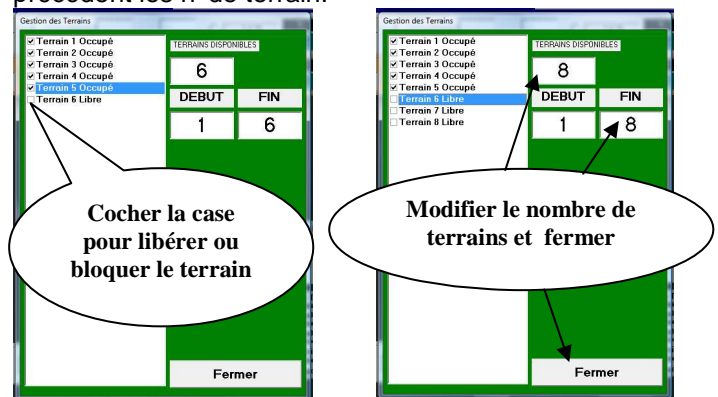 précédent les n° de terrain.
Gestion des Terrains
Terrain 1 Occupé
Terrain 2 Occupé
Terrain 3 Occupé
Terrain 4 Occupé
Terrain 5 Occupé
Terrain 6 Libre
TERRAINS DISPONIBLES
6
DEBUT FIN
1 6
Cocher la case
pour libérer ou
bloquer le terrain
Fermer
Gestion des Terrains
Terrain 1 Occupé
Terrain 2 Occupé
Terrain 3 Occupé
Terrain 4 Occupé
Terrain 5 Occupé
Terrain 6 Libre
Terrain 7 Libre
Terrain 8 Libre
TERRAINS DISPONIBLES
8
DEBUT FIN
1 8
Modifier le nombre de
terrains et fermer
Fermer